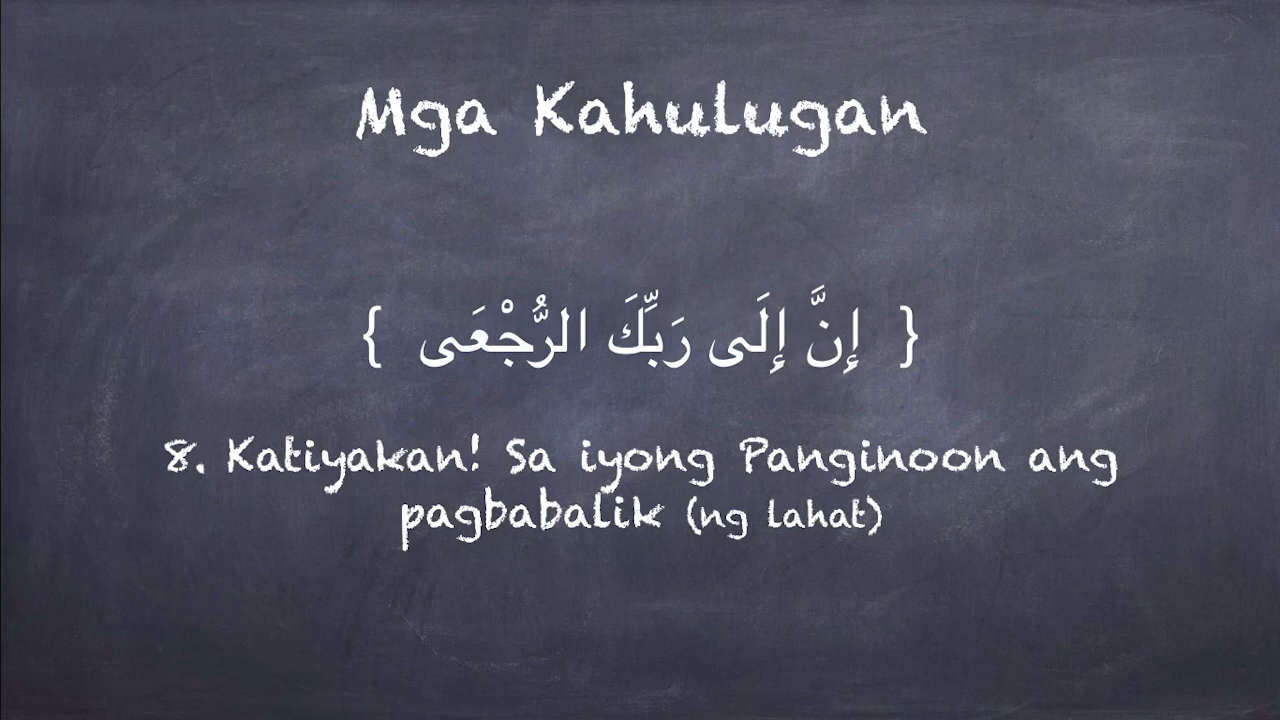 Mga Kahulugan
{ إِنَّ إِلَى رَبِّكَ الرُّجْعَى }
8. Katiyakan! Sa iyong Panginoon ang
pagbabalik (ng lahat)